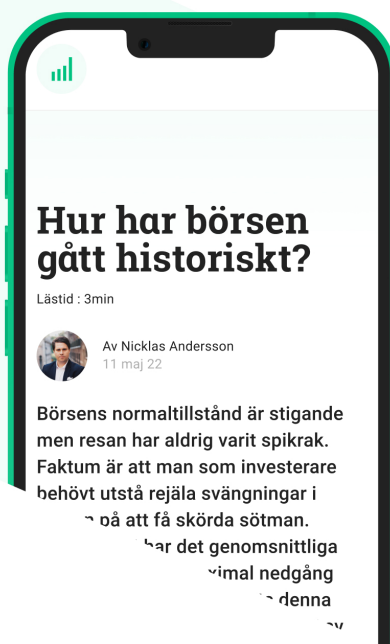 Hur har börsen
gått historiskt?
Lästid : 3min
Av Nicklas Andersson
11 maj 22
Börsens normaltillstånd är stigande
men resan har aldrig varit spikrak.
Faktum är att man som investerare
behövt utstå rejäla svängningar i
på att få skörda sötman.
har det genomsnittliga
nedgång
denna